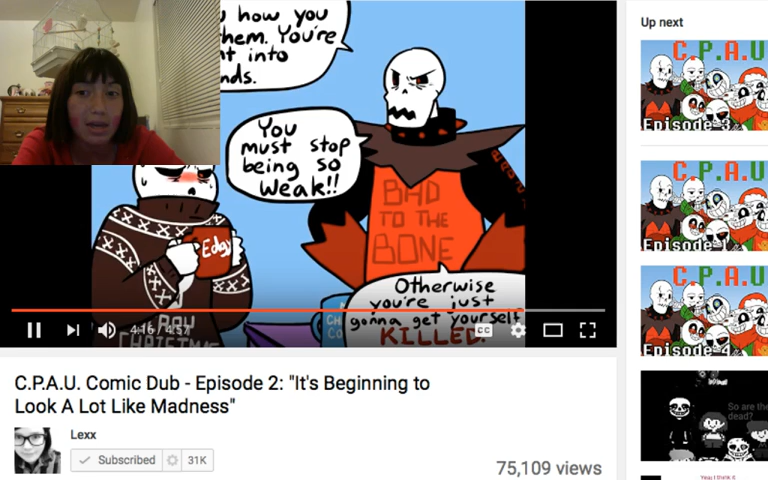 how you
them. You're
into
You
must stop
being so
weak!!
BAD
TO THE
BONE
Edgy
Otherwise
you're just
gonna get yourself
KILLED
4:16 / 4:57
CC
C.P.A.U. Comic Dub - Episode 2: "It's Beginning to
Look A Lot Like Madness"
Lexx
Subscribed
31K
75,109 views
Up next
C.P.A.U
Episode 3
C.P.A.U
Episode 1
C.P.A.U
Episode 4
So are the
dead?
Yea, I think it